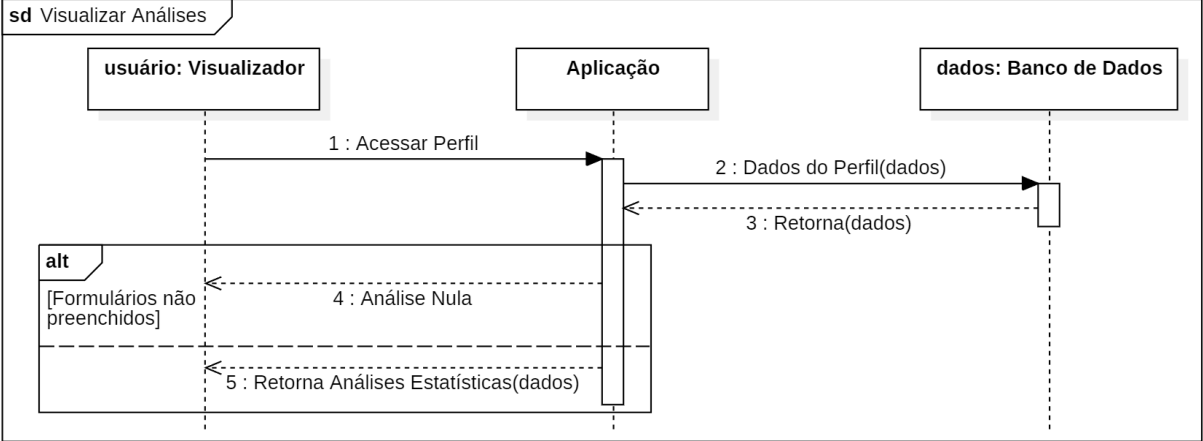 sd Visualizar Análises
usuário: Visualizador
Aplicação
dados: Banco de Dados
1 : Acessar Perfil
2 : Dados do Perfil(dados)
3 : Retorna(dados)
alt
[Formulários não
preenchidos]
4 : Análise Nula
5 : Retorna Análises Estatísticas(dados)